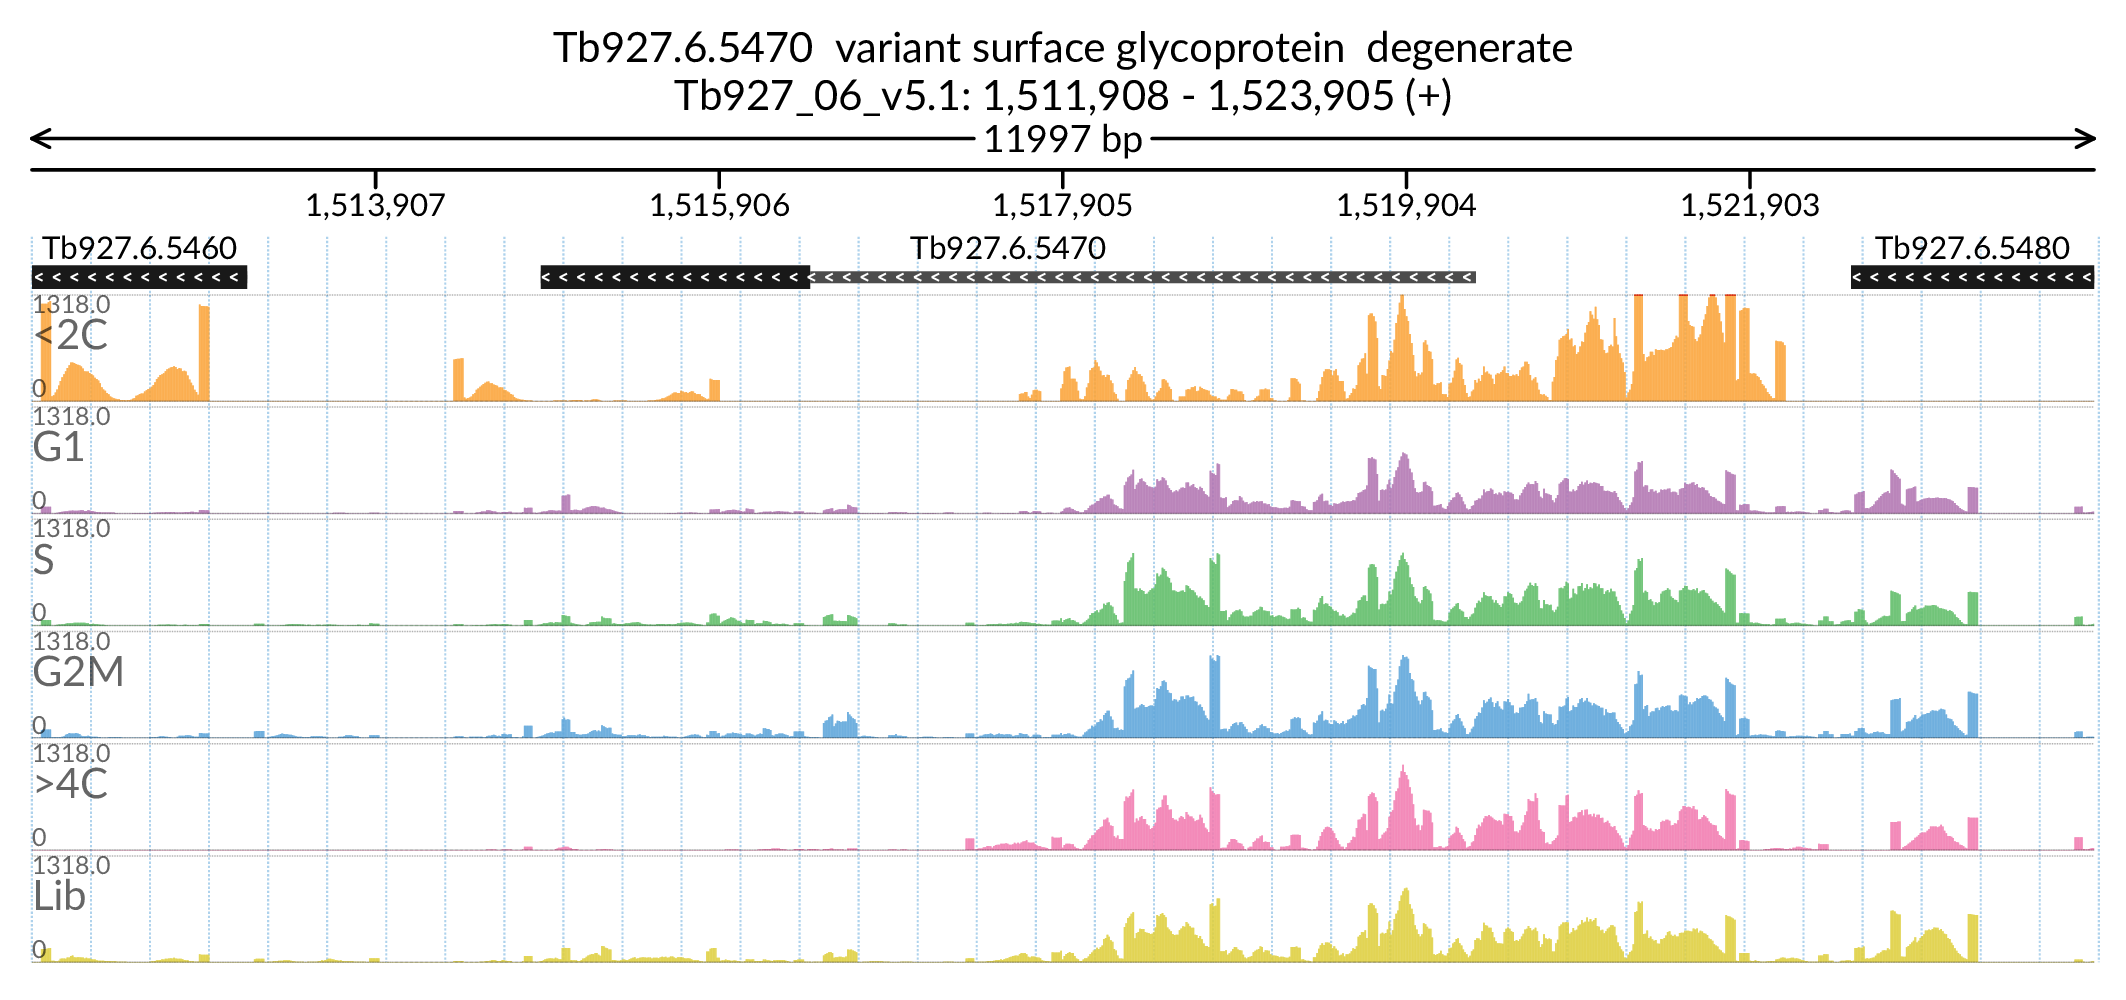 Tb927.6.5470  variant surface glycoprotein  degenerate
Tb927_06_v5.1: 1,511,908 - 1,523,905 (+)
11997 bp
1,513,907 1,515,906 1,517,905 1,519,904 1,521,903
Tb927.6.5460 Tb927.6.5470 Tb927.6.5480
1318.0
<2C
0
1318.0
G1
0
1318.0
S
0
1318.0
G2M
0
1318.0
>4C
0
1318.0
Lib
0